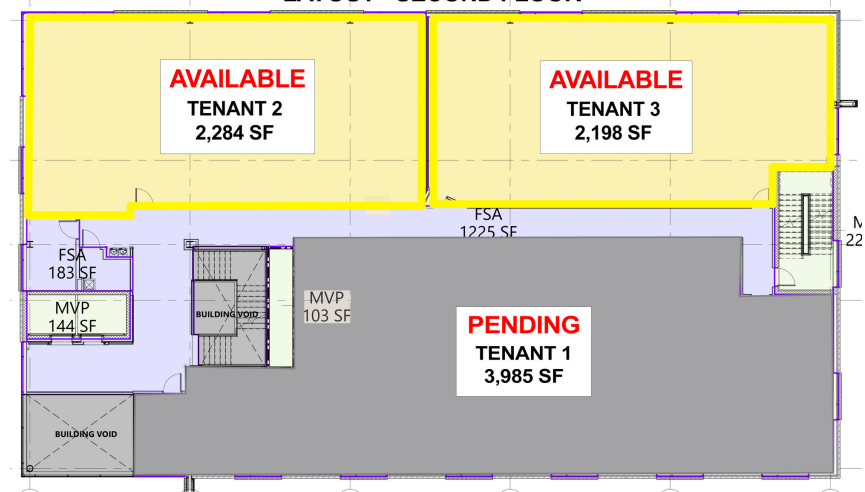 AVAILABLE
TENANT 2
2,284 SF
AVAILABLE
TENANT 3
2,198 SF
FSA
1225 SF
FSA
183 SF
MVP
144 SF
BUILDING VOID
MVP
103 SF
PENDING
TENANT 1
3,985 SF
BUILDING VOID